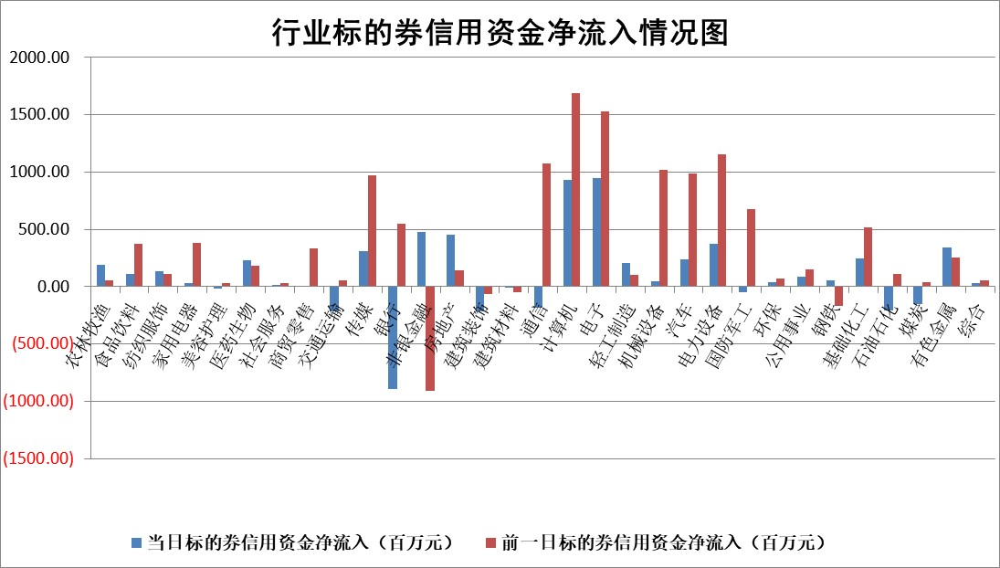 行业标的券信用资金净流入情况图
2000.00
1500.00
1000.00
500.00
0.00
(500.00)
(1000.00)
(1500.00)
农林牧渔
食品饮料
纺织服饰
家用电器
美容护理
医药生物
社会服务
商贸零售
交通运输
传媒
银行
非银金融
房地产
建筑装饰
建筑材料
通信
计算机
电子
轻工制造
机械设备
汽车
电力设备
国防军工
环保
公用事业
钢铁
基础化工
石油石化
煤炭
有色金属
综合
当日标的券信用资金净流入（百万元）
前一日标的券信用资金净流入（百万元）